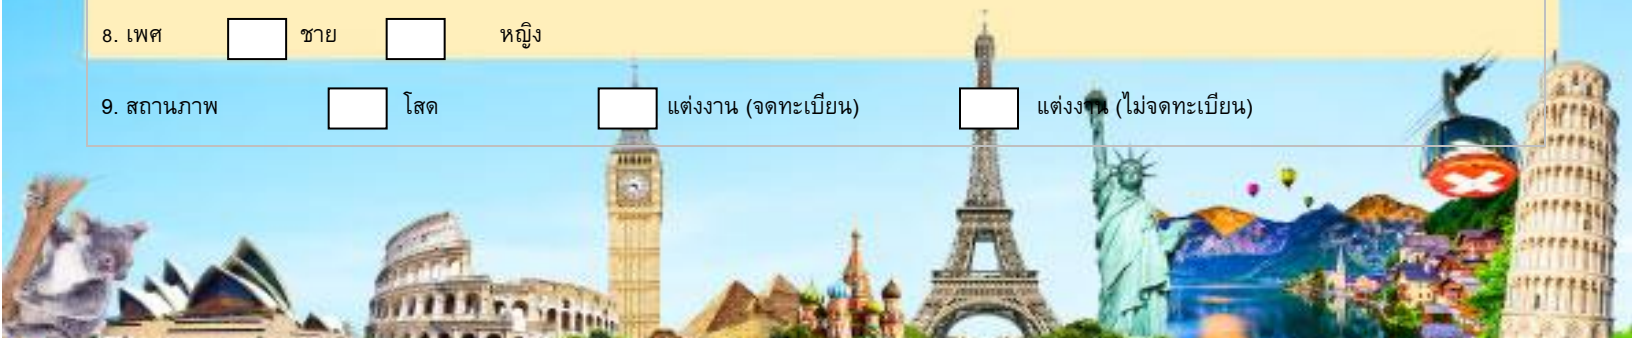 8. เพศ ชาย หญิง
9. สถานภาพ โสด แต่งงาน (จดทะเบียน) แต่งงาน (ไม่จดทะเบียน)